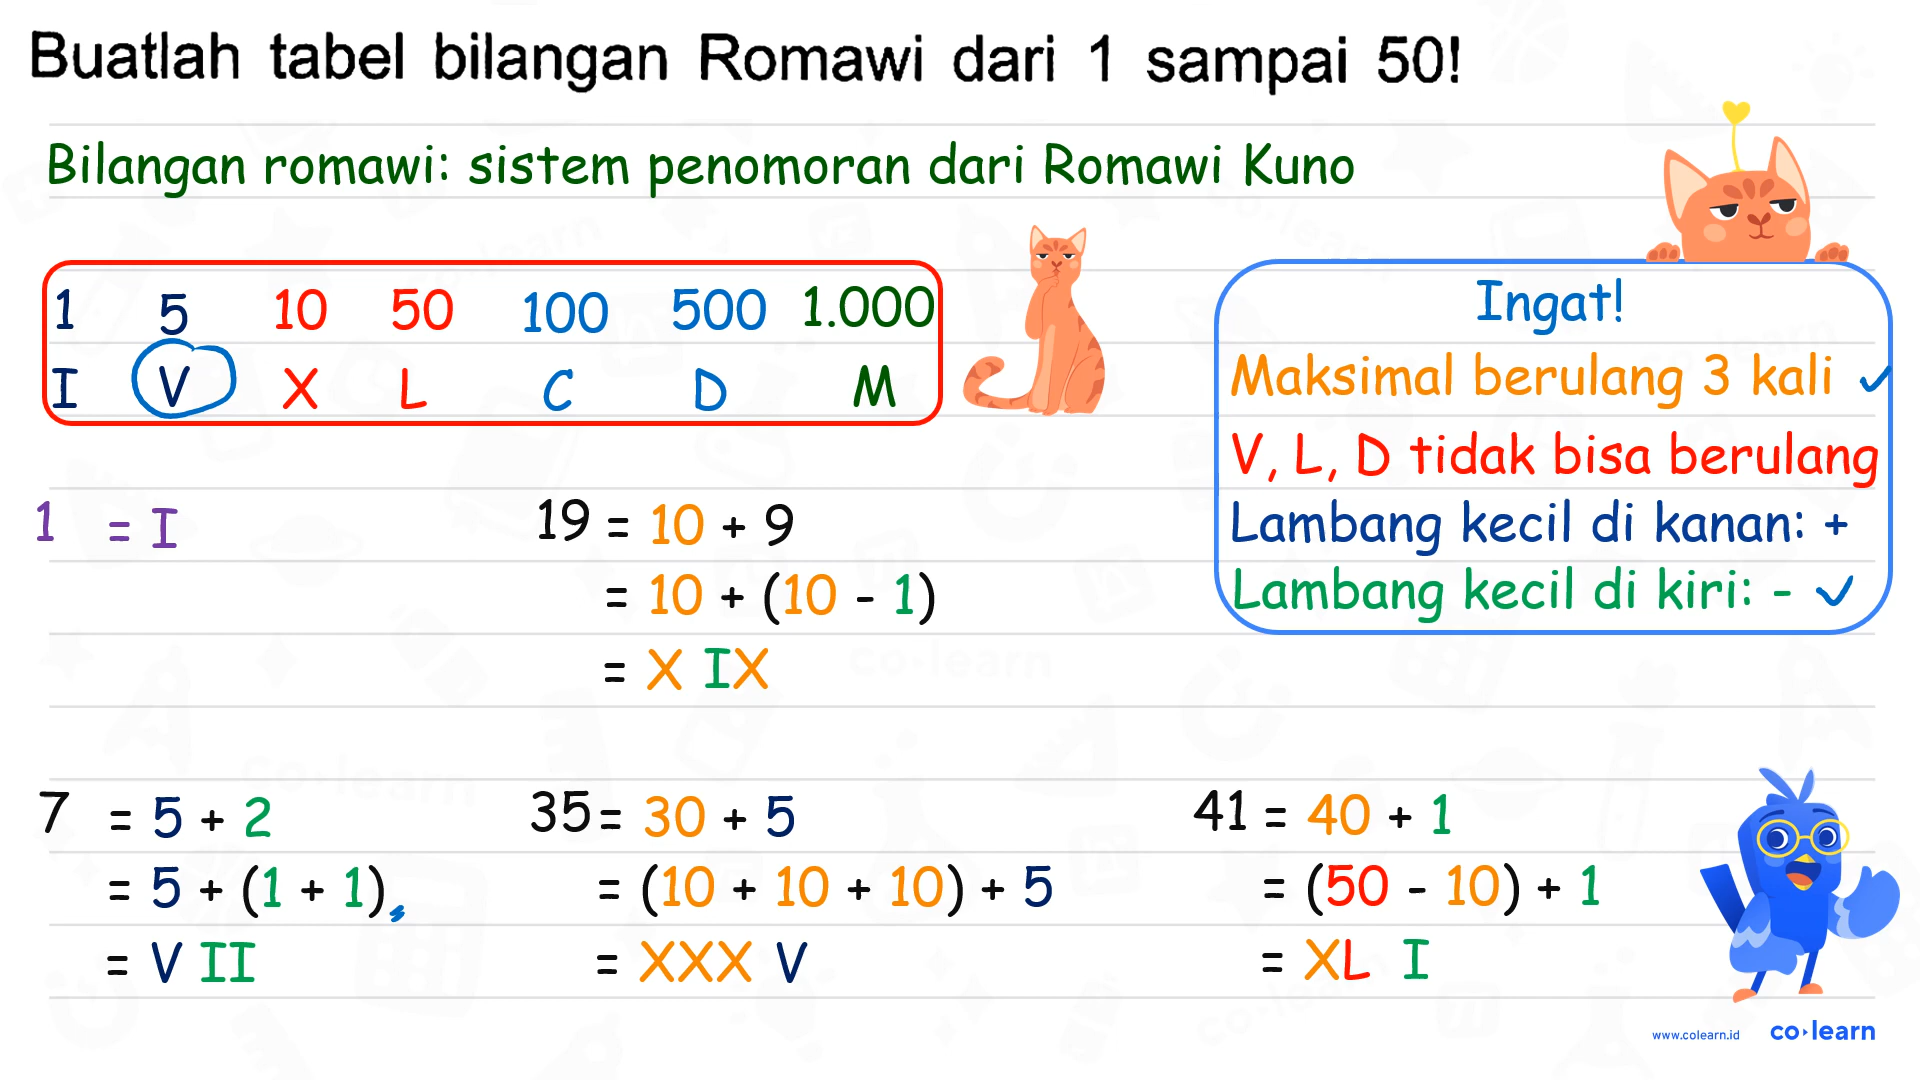 Buatlah tabel bilangan Romawi dari 1 sampai 50!
Bilangan romawi: sistem penomoran dari Romawi Kuno
1 5 10 50 100 500 1.000
I V X L C D M
Ingat!
Maksimal berulang 3 kali ✓
V, L, D tidak bisa berulang
Lambang kecil di kanan: +
Lambang kecil di kiri: - ✓
1 = I
19 = 10 + 9
= 10 + (10 - 1)
= X IX
7 = 5 + 2
= 5 + (1 + 1)
= V II
35 = 30 + 5
= (10 + 10 + 10) + 5
= XXX V
41 = 40 + 1
= (50 - 10) + 1
= XL I
www.colearn.id co·learn